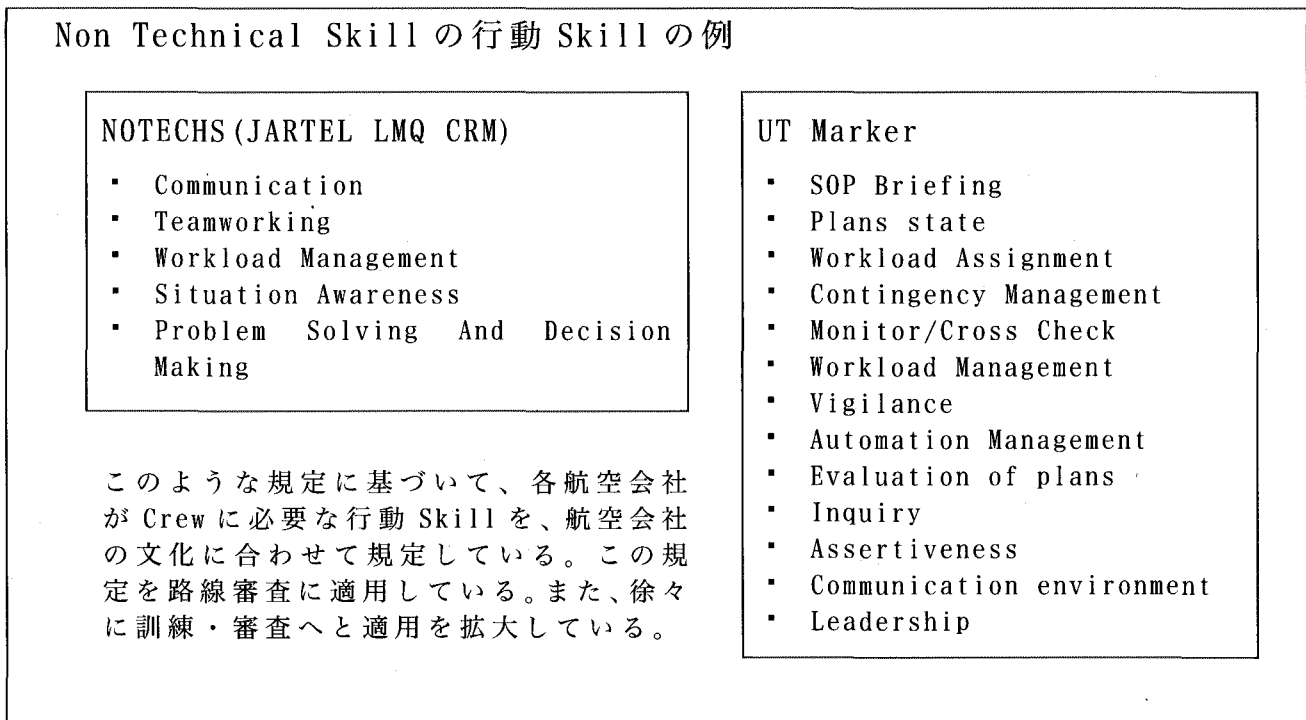 Non Technical Skill の行動 Skill の例
NOTECHS(JARTEL LMQ CRM)
▪ Communication
▪ Teamworking
▪ Workload Management
▪ Situation Awareness
▪ Problem Solving And Decision
Making
このような規定に基づいて、各航空会社
が Crew に必要な行動 Skill を、航空会社
の文化に合わせて規定している。この規
定を路線審査に適用している。また、徐々
に訓練・審査へと適用を拡大している。
UT Marker
▪ SOP Briefing
▪ Plans state
▪ Workload Assignment
▪ Contingency Management
▪ Monitor/Cross Check
▪ Workload Management
▪ Vigilance
▪ Automation Management
▪ Evaluation of plans
▪ Inquiry
▪ Assertiveness
▪ Communication environment
▪ Leadership